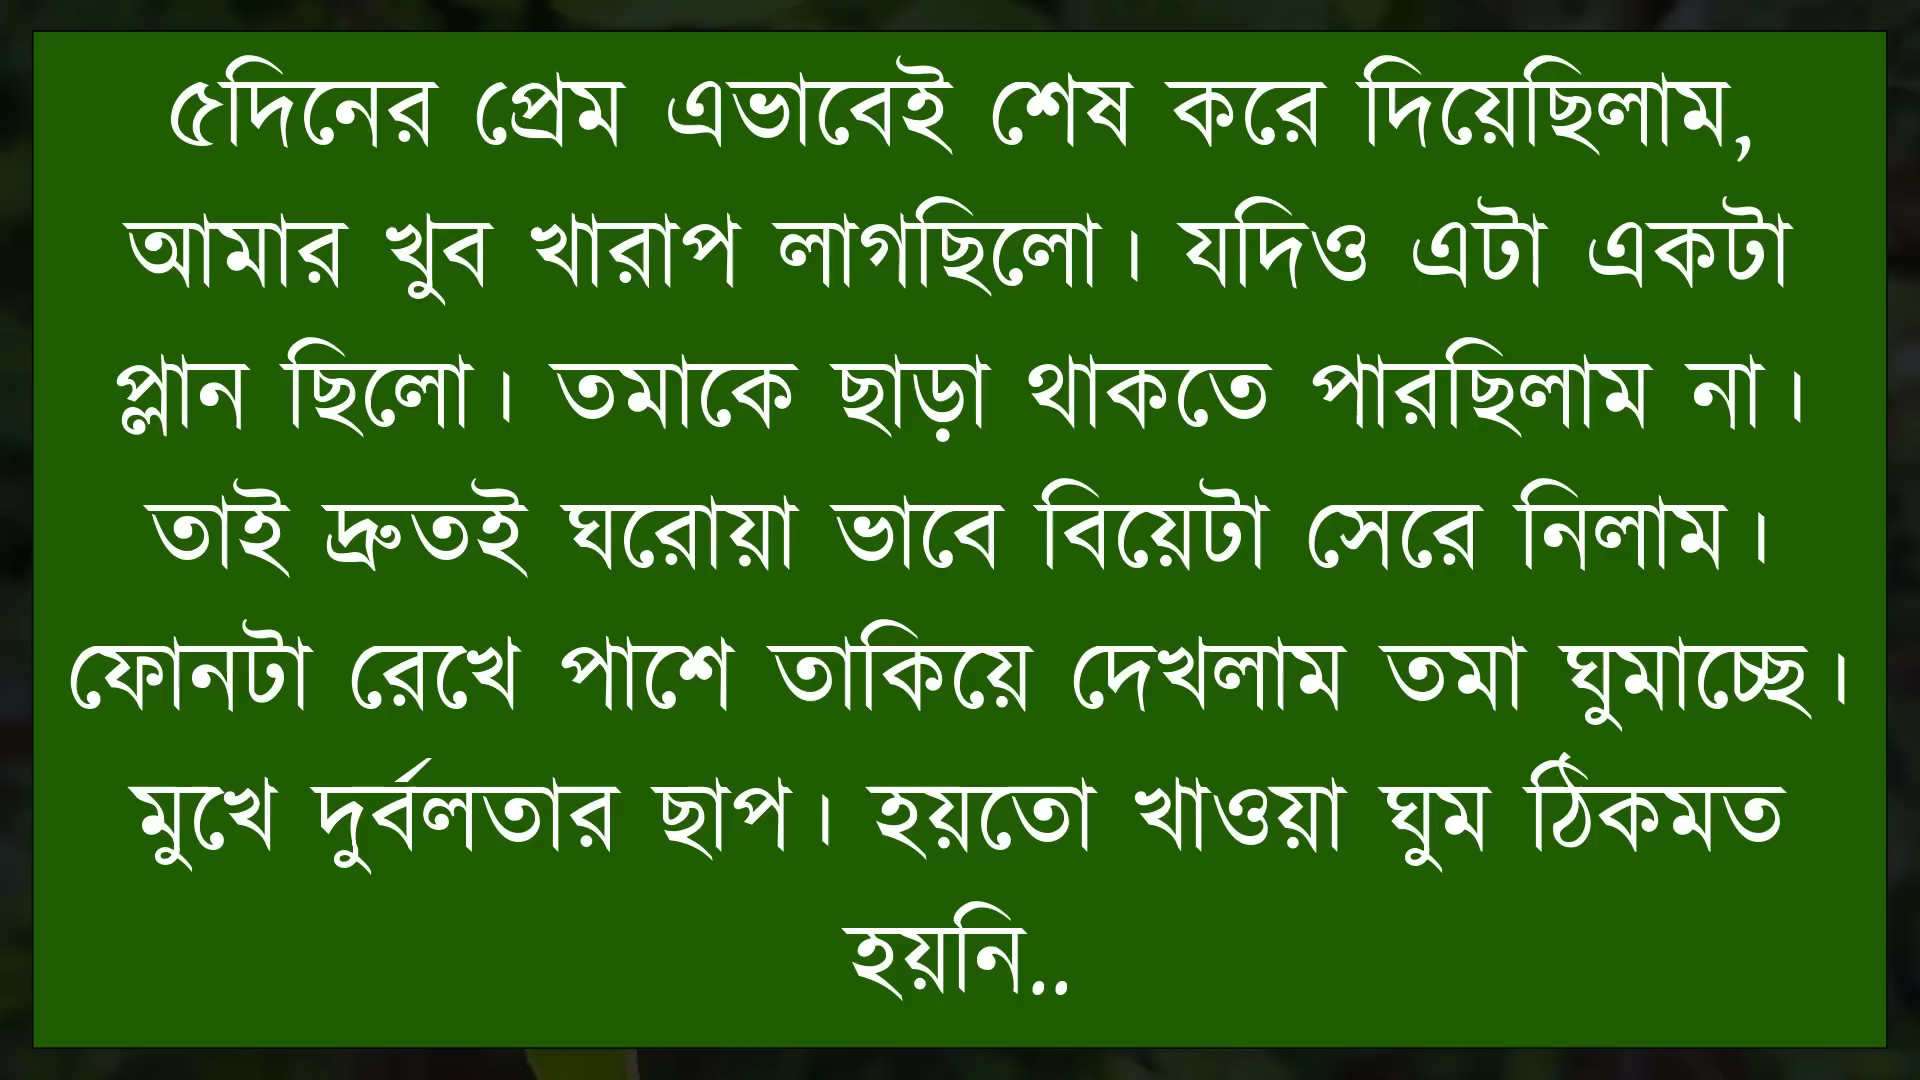 ৫দিনের প্রেম এভাবেই শেষ করে দিয়েছিলাম,
আমার খুব খারাপ লাগছিলো। যদিও এটা একটা
প্লান ছিলো। তমাকে ছাড়া থাকতে পারছিলাম না।
তাই দ্রুতই ঘরোয়া ভাবে বিয়েটা সেরে নিলাম।
ফোনটা রেখে পাশে তাকিয়ে দেখলাম তমা ঘুমাচ্ছে।
মুখে দুর্বলতার ছাপ। হয়তো খাওয়া ঘুম ঠিকমত
হয়নি..